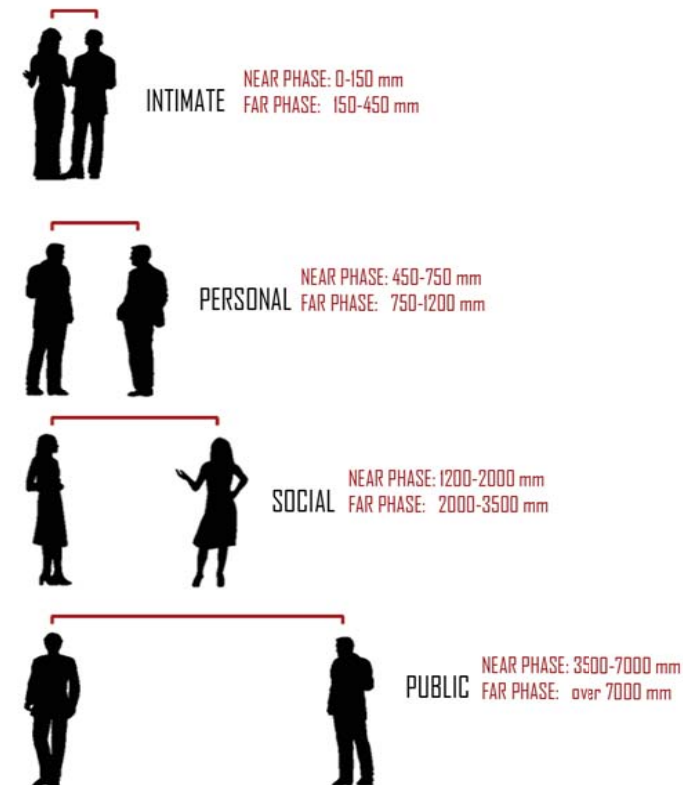 INTIMATE
NEAR PHASE: 0-150 mm
FAR PHASE: 150-450 mm
PERSONAL
NEAR PHASE: 450-750 mm
FAR PHASE: 750-1200 mm
SOCIAL
NEAR PHASE: 1200-2000 mm
FAR PHASE: 2000-3500 mm
PUBLIC
NEAR PHASE: 3500-7000 mm
FAR PHASE: over 7000 mm